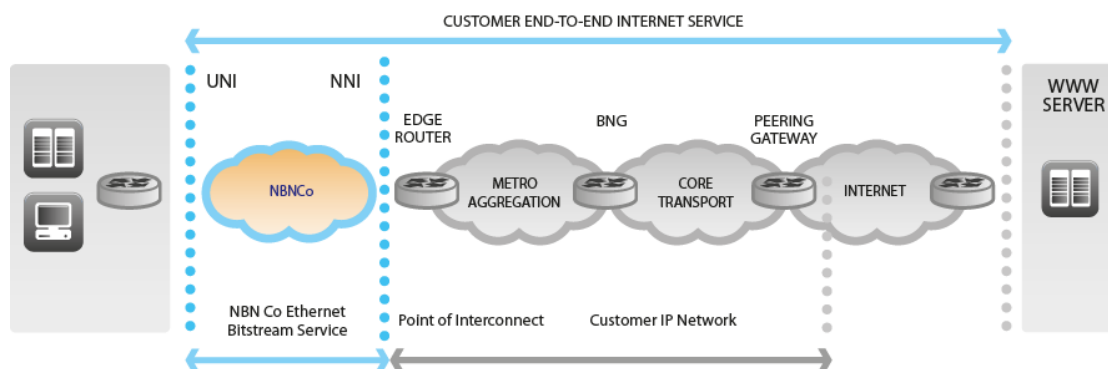 CUSTOMER END-TO-END INTERNET SERVICE
UNI
NNI
WWW
SERVER
EDGE
ROUTER
BNG
PEERING
GATEWAY
NBNCo
METRO
AGGREGATION
CORE
TRANSPORT
INTERNET
NBN Co Ethernet
Bitstream Service
Point of Interconnect
Customer IP Network